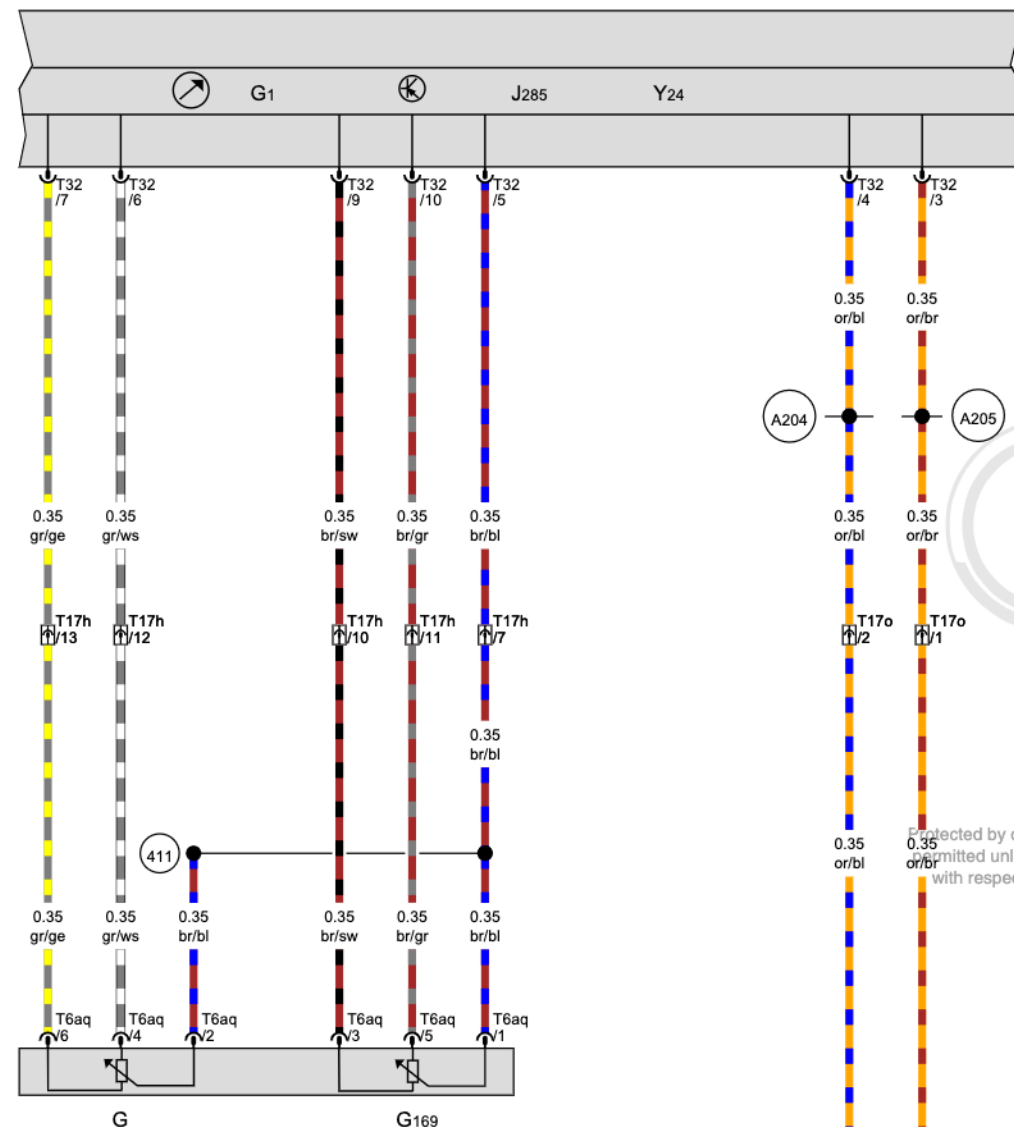 G1 J285 Y24
T32 T32 T32 T32 T32 T32 T32
/7 /6 /9 /10 /5 /4 /3
0.35 0.35
or/bl or/br
A204 A205
0.35 0.35 0.35 0.35 0.35 0.35 0.35
gr/ge gr/ws br/sw br/gr br/bl or/bl or/br
T17h T17h T17h T17h T17h T17o T17o
/13 /12 /10 /11 /7 /2 /1
0.35
br/bl
Protected by
411 0.35 0.35
permitted unl
or/bl or/br
with respec
0.35 0.35 0.35 0.35 0.35 0.35
gr/ge gr/ws br/bl br/sw br/gr br/bl
T6aq T6aq T6aq T6aq T6aq T6aq
/6 /4 /2 /3 /5 /1
G G169